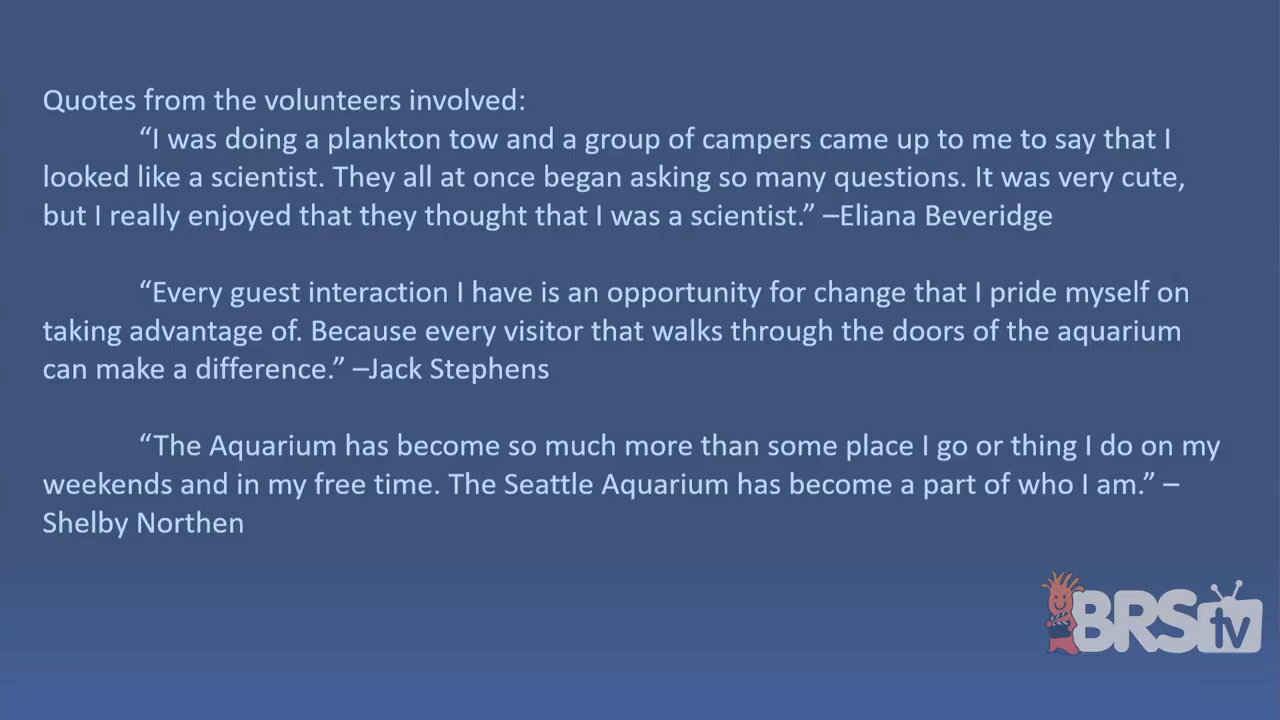 Quotes from the volunteers involved:
“I was doing a plankton tow and a group of campers came up to me to say that I
looked like a scientist. They all at once began asking so many questions. It was very cute,
but I really enjoyed that they thought that I was a scientist.” –Eliana Beveridge
“Every guest interaction I have is an opportunity for change that I pride myself on
taking advantage of. Because every visitor that walks through the doors of the aquarium
can make a difference.” –Jack Stephens
“The Aquarium has become so much more than some place I go or thing I do on my
weekends and in my free time. The Seattle Aquarium has become a part of who I am.” –
Shelby Northen
BRS tv